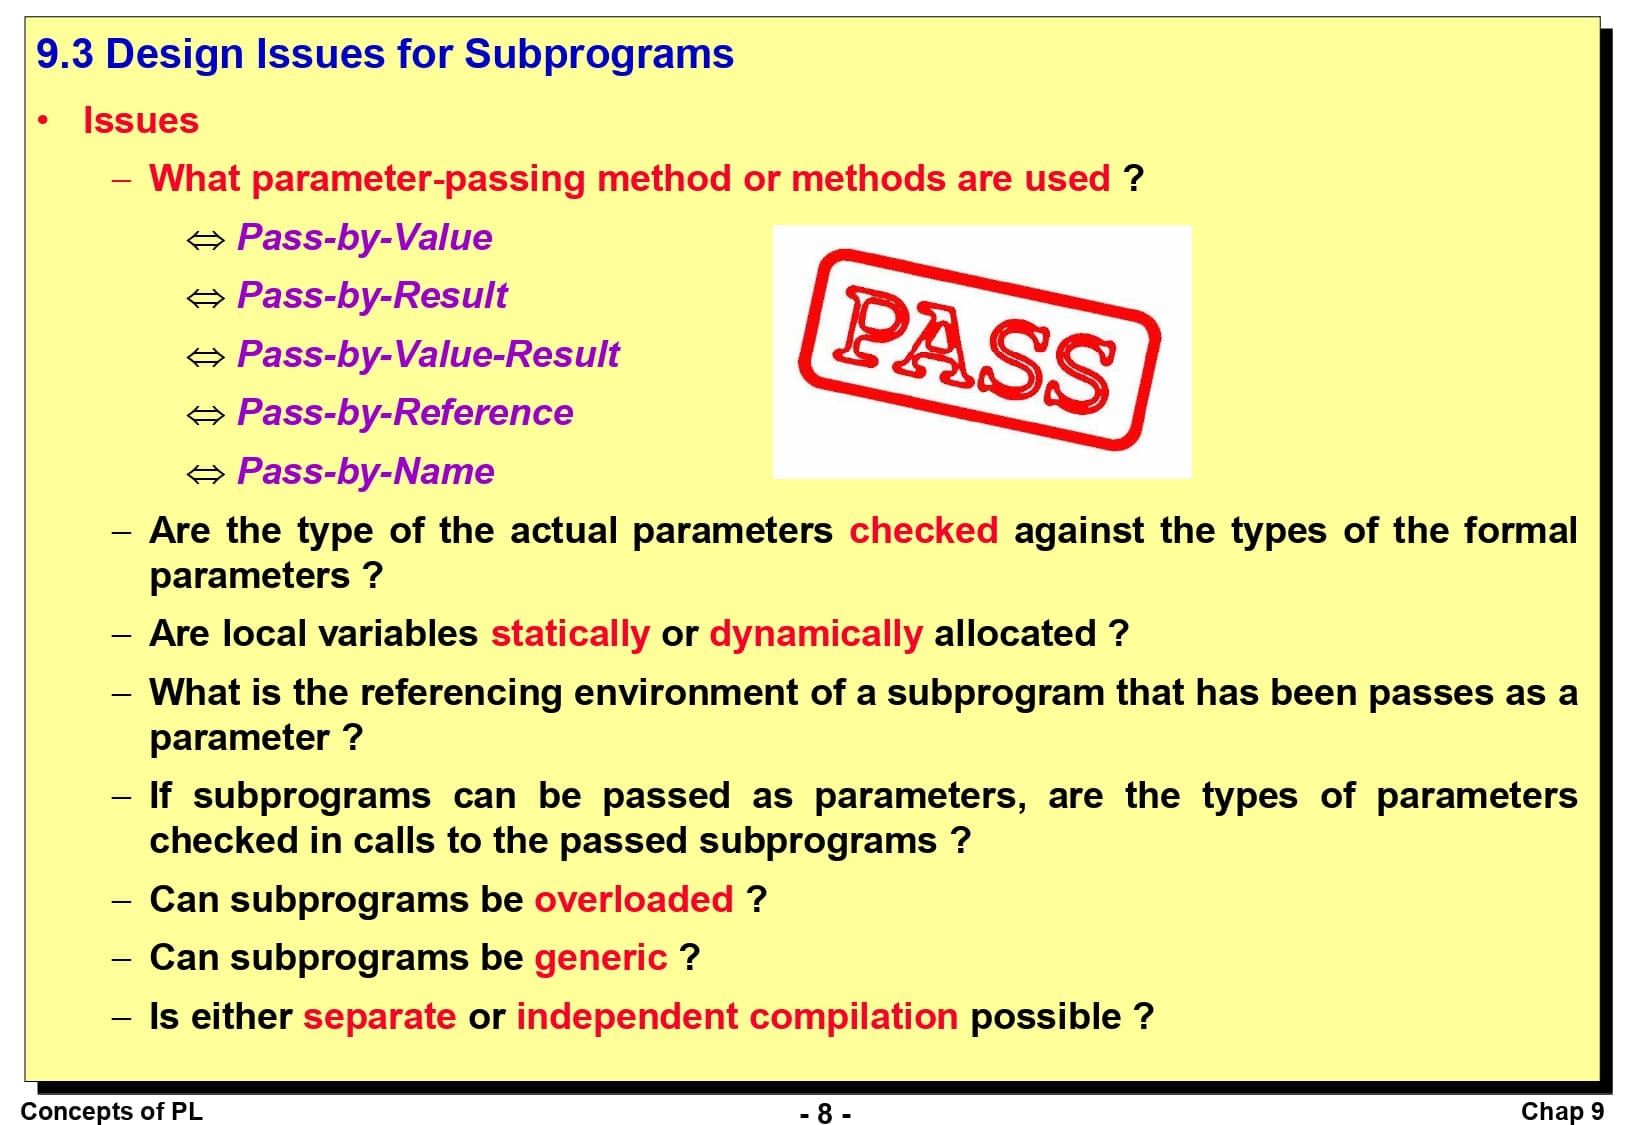 9.3 Design Issues for Subprograms
• Issues
– What parameter-passing method or methods are used ?
⇔ Pass-by-Value
⇔ Pass-by-Result
⇔ Pass-by-Value-Result
⇔ Pass-by-Reference
⇔ Pass-by-Name
PASS
– Are the type of the actual parameters checked against the types of the formal
parameters ?
– Are local variables statically or dynamically allocated ?
– What is the referencing environment of a subprogram that has been passes as a
parameter ?
– If subprograms can be passed as parameters, are the types of parameters
checked in calls to the passed subprograms ?
– Can subprograms be overloaded ?
– Can subprograms be generic ?
– Is either separate or independent compilation possible ?
Concepts of PL
- 8 -
Chap 9